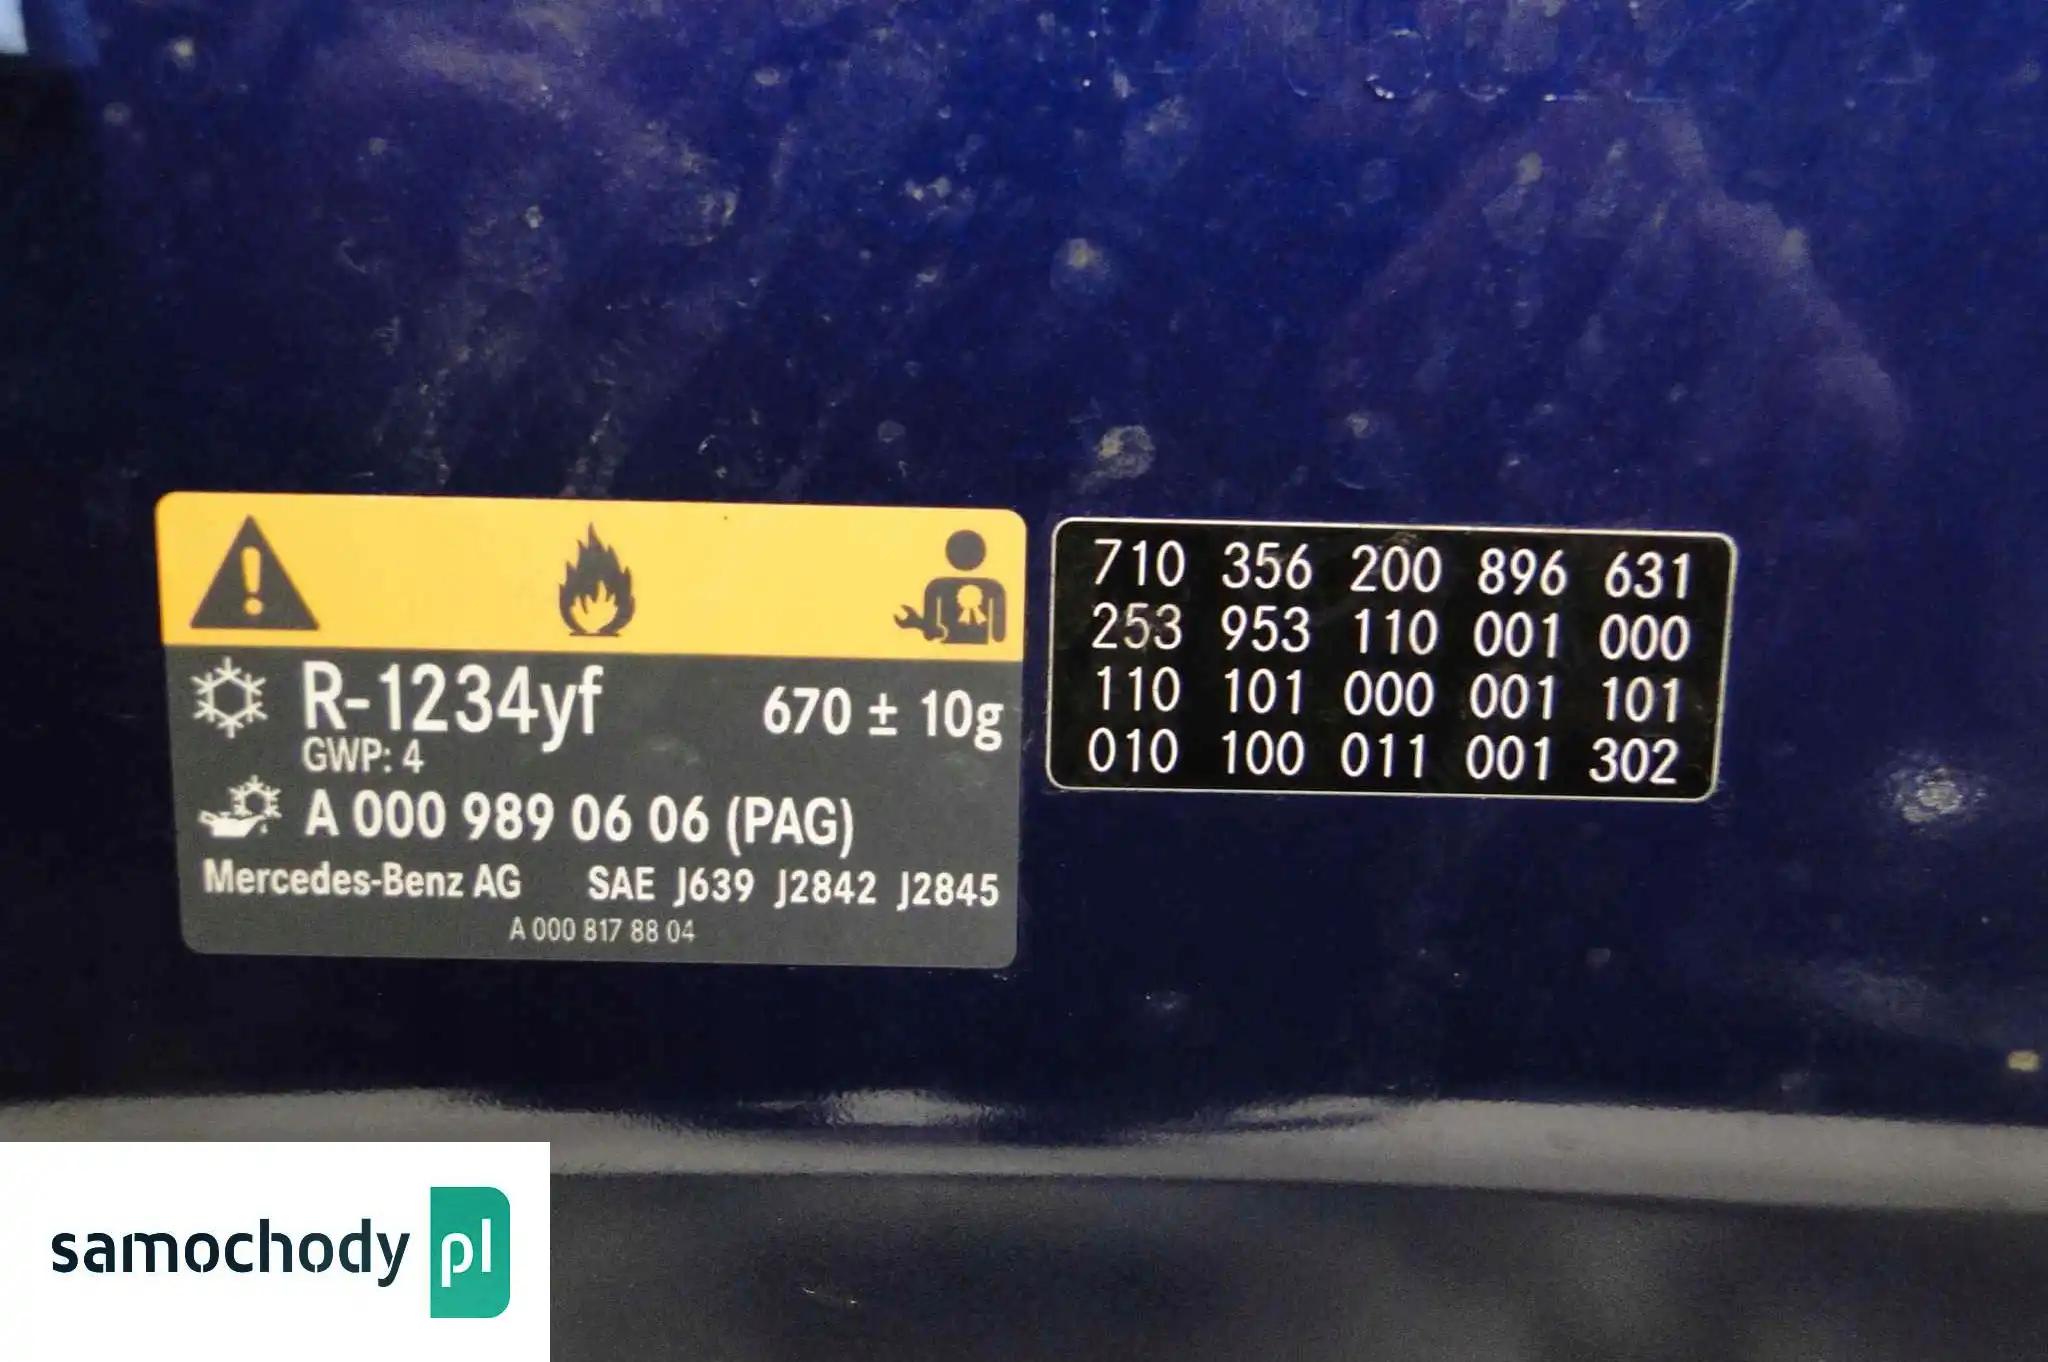 R-1234yf 670 ± 10g
GWP: 4
A 000 989 06 06 (PAG)
Mercedes-Benz AG SAE J639 J2842 J2845
A 000 817 88 04
710 356 200 896 631
253 953 110 001 000
110 101 000 001 101
010 100 011 001 302
samochody pl